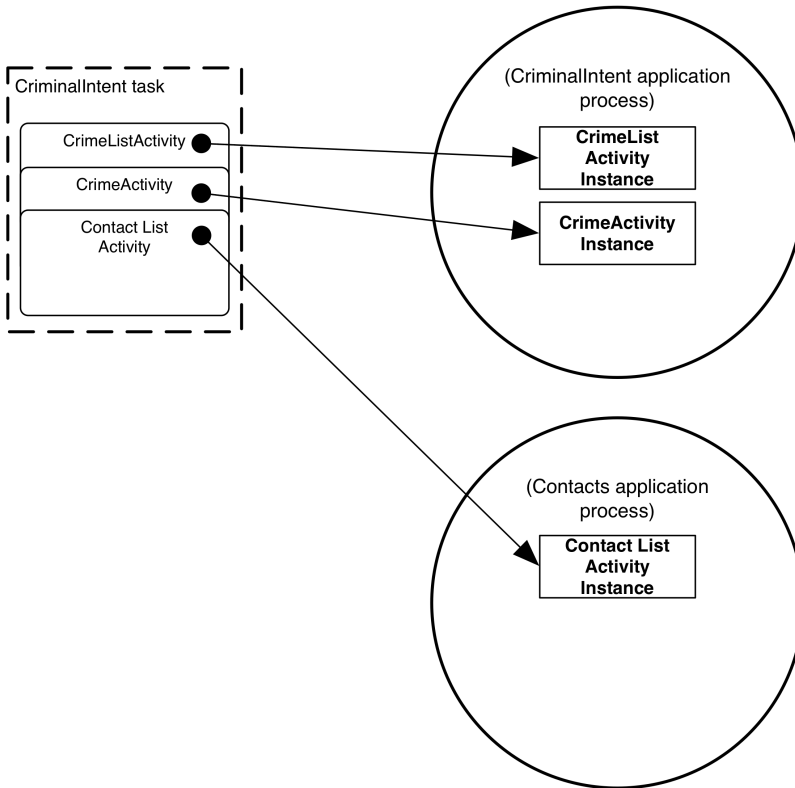 CriminalIntent task
CrimeListActivity
CrimeActivity
Contact List
Activity
(CriminalIntent application
process)
CrimeList
Activity
Instance
CrimeActivity
Instance
(Contacts application
process)
Contact List
Activity
Instance